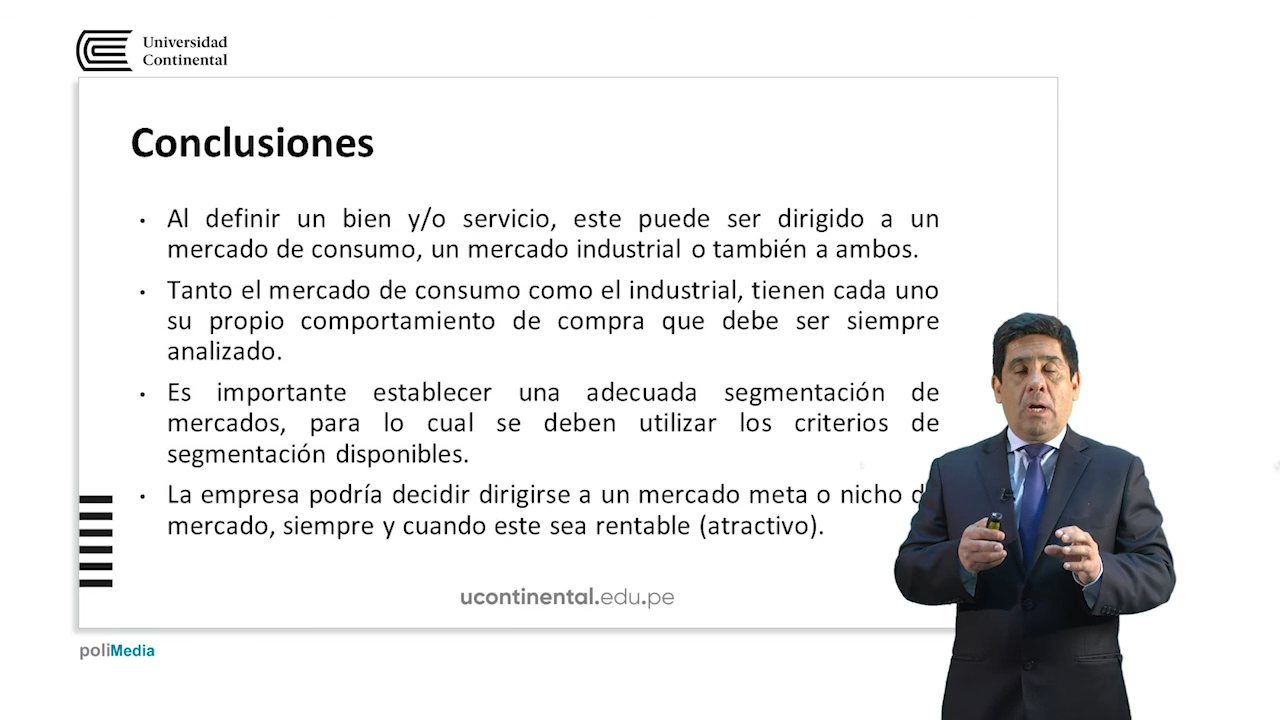 Universidad
Continental
Conclusiones
• Al definir un bien y/o servicio, este puede ser dirigido a un
mercado de consumo, un mercado industrial o también a ambos.
• Tanto el mercado de consumo como el industrial, tienen cada uno
su propio comportamiento de compra que debe ser siempre
analizado.
• Es importante establecer una adecuada segmentación de
mercados, para lo cual se deben utilizar los criterios de
segmentación disponibles.
• La empresa podría decidir dirigirse a un mercado meta o nicho
mercado, siempre y cuando este sea rentable (atractivo).
ucontinental.edu.pe
poliMedia